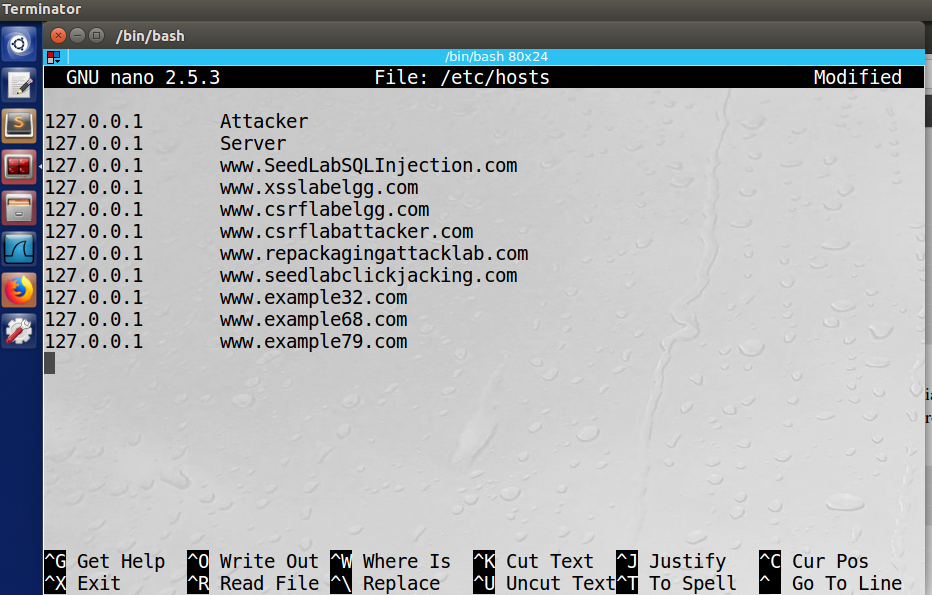 Terminator
/bin/bash
/bin/bash 80x24
GNU nano 2.5.3 File: /etc/hosts Modified
127.0.0.1 Attacker
127.0.0.1 Server
127.0.0.1 www.SeedLabSQLInjection.com
127.0.0.1 www.xsslabelgg.com
127.0.0.1 www.csrflabelgg.com
127.0.0.1 www.csrflabattacker.com
127.0.0.1 www.repackagingattacklab.com
127.0.0.1 www.seedlabclickjacking.com
127.0.0.1 www.example32.com
127.0.0.1 www.example68.com
127.0.0.1 www.example79.com
^G Get Help ^O Write Out ^W Where Is ^K Cut Text ^J Justify ^C Cur Pos
^X Exit ^R Read File ^\ Replace ^U Uncut Text ^T To Spell ^ Go To Line